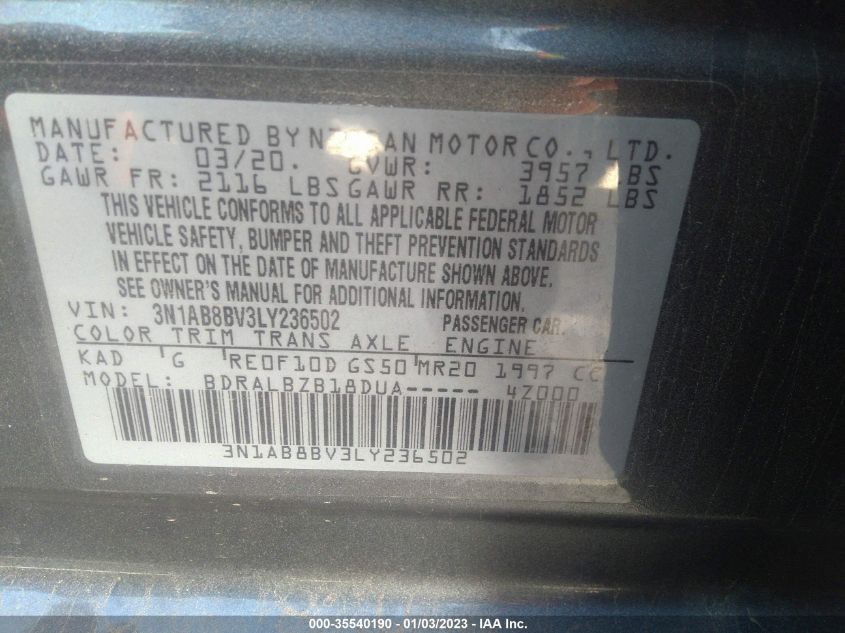 MANUFACTURED BY NISSAN MOTOR CO., LTD.
DATE: 03/20. GVWR: 3957 LBS
GAWR FR: 2116 LBS GAWR RR: 1852 LBS
THIS VEHICLE CONFORMS TO ALL APPLICABLE FEDERAL MOTOR
VEHICLE SAFETY, BUMPER AND THEFT PREVENTION STANDARDS
IN EFFECT ON THE DATE OF MANUFACTURE SHOWN ABOVE.
SEE OWNER'S MANUAL FOR ADDITIONAL INFORMATION.
VIN: 3N1AB8BV3LY236502 PASSENGER CAR
COLOR TRIM TRANS AXLE ENGINE
KAD G RE0F10D GS50 MR20 1997 CC
MODEL: BDRALBZB18DUA----- 4Z000
3N1AB8BV3LY236502
000-35540190 - 01/03/2023 - IAA Inc.